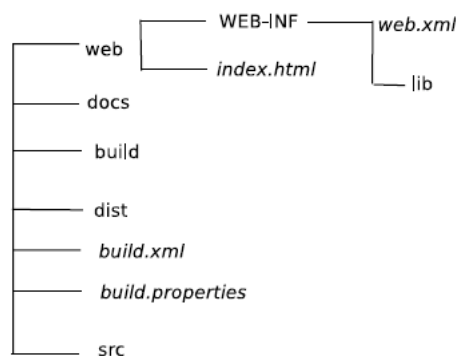 WEB-INF
web.xml
web
index.html
lib
docs
build
dist
build.xml
build.properties
src